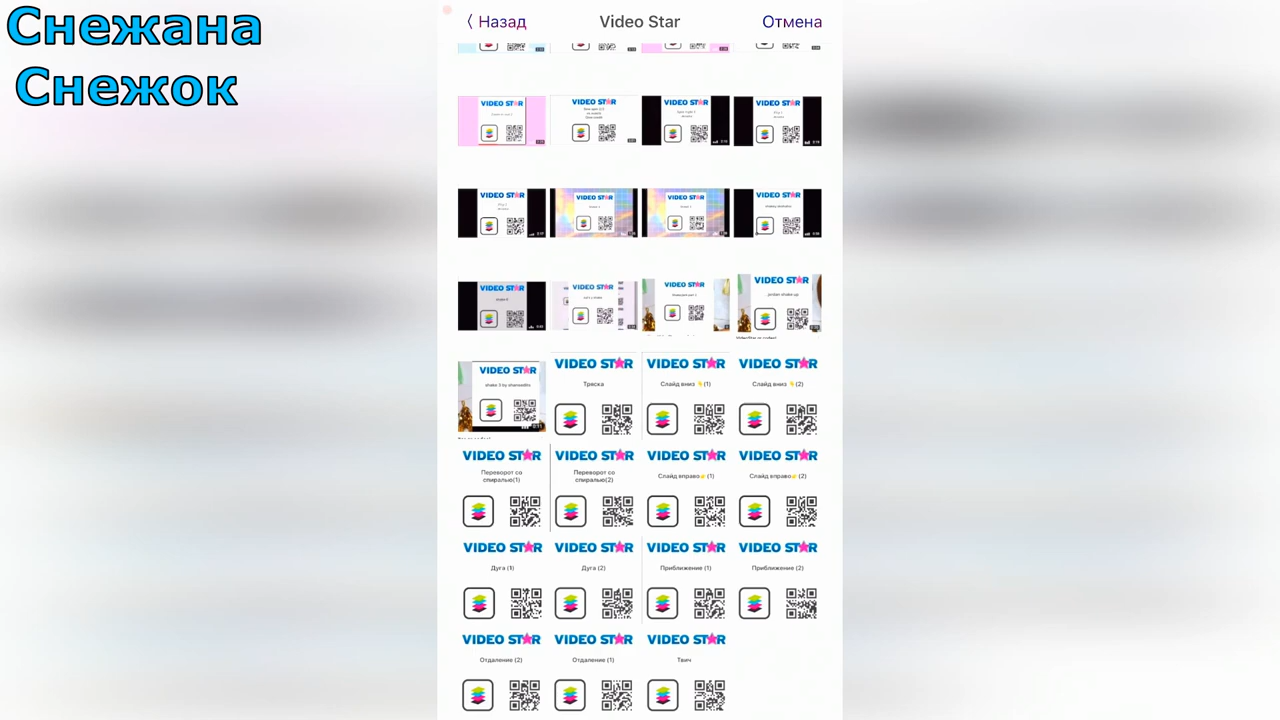 Снежана
Снежок
Назад
Video Star
Отмена
VIDEO STAR
VIDEO STAR
VIDEO STAR
VIDEO STAR
VIDEO STAR
VIDEO STAR
VIDEO STAR
VIDEO STAR
VIDEO STAR
VIDEO STAR
VIDEO STAR
VIDEO STAR
VIDEO STAR
shake 3 by shamsedits
VIDEO STAR
Тряска
VIDEO STAR
Слайд вниз 👇(1)
VIDEO STAR
Слайд вниз 👇(2)
VIDEO STAR
Переворот со
спиралью(1)
VIDEO STAR
Переворот со
спиралью(2)
VIDEO STAR
Слайд вправо👉(1)
VIDEO STAR
Слайд вправо👉(2)
VIDEO STAR
Дуга (1)
VIDEO STAR
Дуга (2)
VIDEO STAR
Приближение (1)
VIDEO STAR
Приближение (2)
VIDEO STAR
Отдаление (2)
VIDEO STAR
Отдаление (1)
VIDEO STAR
Твич